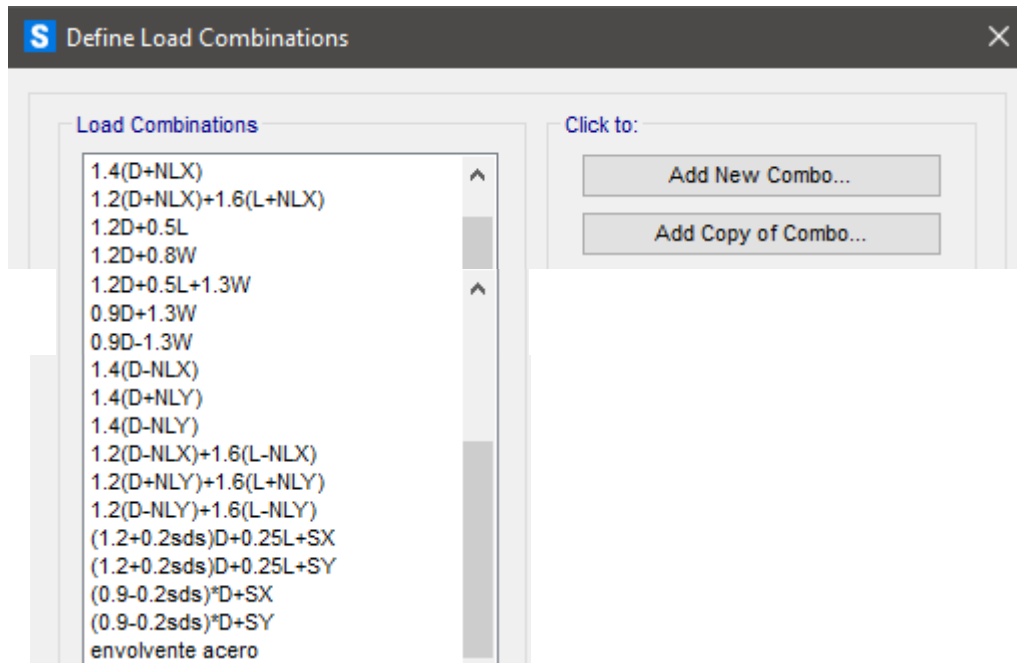 S Define Load Combinations
Load Combinations
1.4(D+NLX)
1.2(D+NLX)+1.6(L+NLX)
1.2D+0.5L
1.2D+0.8W
1.2D+0.5L+1.3W
0.9D+1.3W
0.9D-1.3W
1.4(D-NLX)
1.4(D+NLY)
1.4(D-NLY)
1.2(D-NLX)+1.6(L-NLX)
1.2(D+NLY)+1.6(L+NLY)
1.2(D-NLY)+1.6(L-NLY)
(1.2+0.2sds)D+0.25L+SX
(1.2+0.2sds)D+0.25L+SY
(0.9-0.2sds)*D+SX
(0.9-0.2sds)*D+SY
envolvente acero
Click to:
Add New Combo...
Add Copy of Combo...